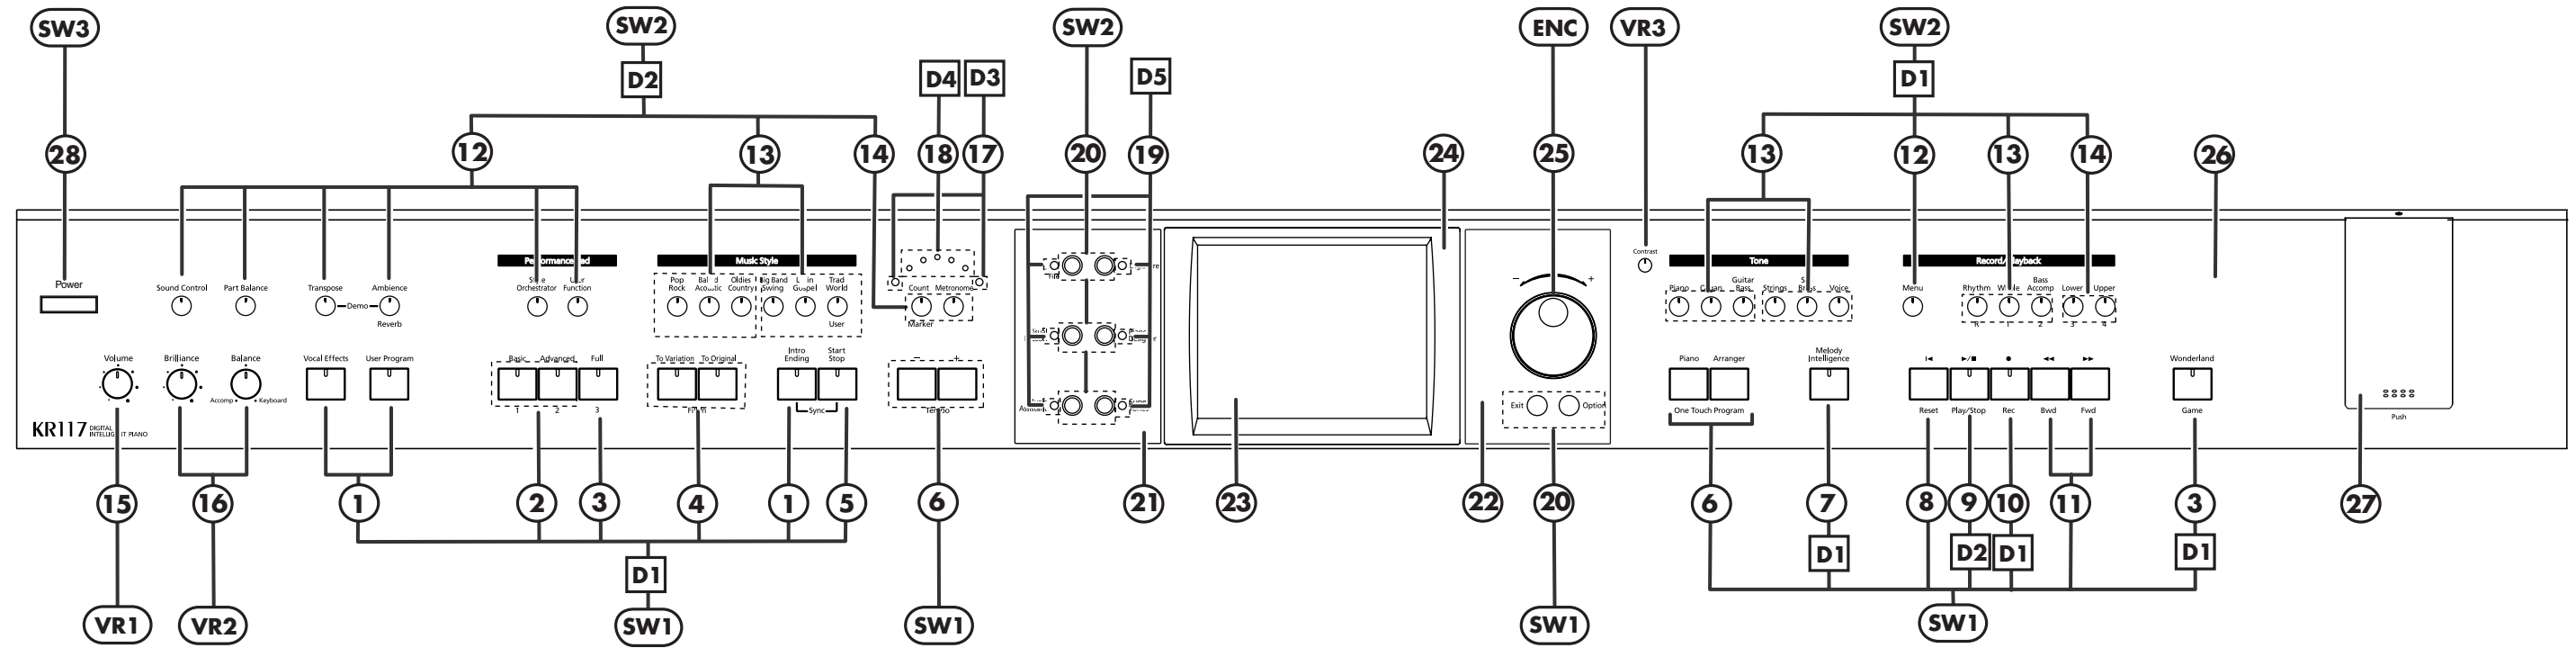 SW3 SW2 SW2 ENC VR3 SW2
D2 D4 D3 D5 D1
28 12 13 14 18 17 20 19 24 25 13 12 13 14 26
Music Style
Contrast
Tone
Power
Sound Control Part Balance Transpose Demo Ambience
Reverb
Orchestrator Function
Pop Rock
Acoustic
Oldies Country
Big Band Swing
Trad World
User
Count Metronome
Marker
− +
Piano
Guitar Bass
Strings
Voice
Menu
Rhythm
Bass Accomp
Lower Upper
R 1 2 3 4
Volume Brilliance Balance
Accomp Keyboard
Vocal Effects User Program
Basic Advanced Full
1 2 3
To Variation To Original
Intro Ending
Start Stop
Sync
− +
Exit Option
Piano Arranger
One Touch Program
Melody Intelligence
Reset Play/Stop Rec Bwd Fwd
Wonderland
Game
Push
KR117 DIGITAL
PIANO
15 16 1 2 3 4 1 5 6 21 23 22 20 6 7 8 9 10 11 3 27
D1 D1 D2 D1 D1
VR1 VR2 SW1 SW1 SW1 SW1